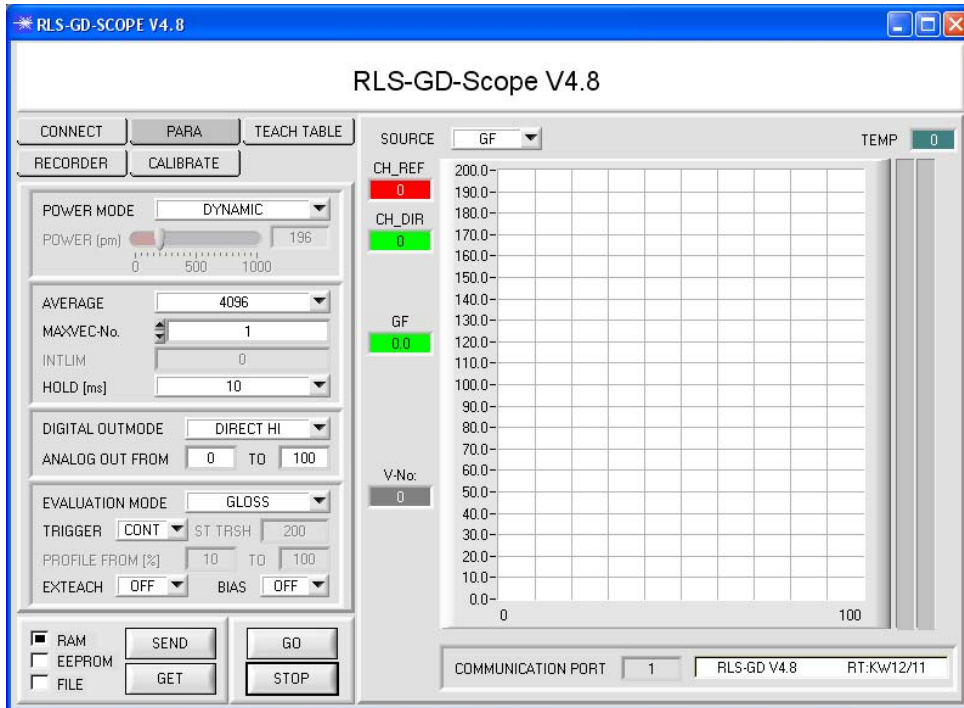 RLS-GD-SCOPE V4.8
RLS-GD-Scope V4.8
CONNECT PARA TEACH TABLE
RECORDER CALIBRATE
POWER MODE DYNAMIC
POWER (pm) 196
0 500 1000
AVERAGE 4096
MAXVEC-No. 1
INTLIM 0
HOLD [ms] 10
DIGITAL OUTMODE DIRECT HI
ANALOG OUT FROM 0 TO 100
EVALUATION MODE GLOSS
TRIGGER CONT ST TRSH 200
PROFILE FROM [%] 10 TO 100
EXTEACH OFF BIAS OFF
RAM
EEPROM
FILE
SEND
GET
GO
STOP
SOURCE GF
TEMP 0
CH_REF
0
CH_DIR
0
GF
0.0
V-No:
0
200.0
190.0
180.0
170.0
160.0
150.0
140.0
130.0
120.0
110.0
100.0
90.0
80.0
70.0
60.0
50.0
40.0
30.0
20.0
10.0
0.0
0 100
COMMUNICATION PORT 1 RLS-GD V4.8 RT:KW12/11